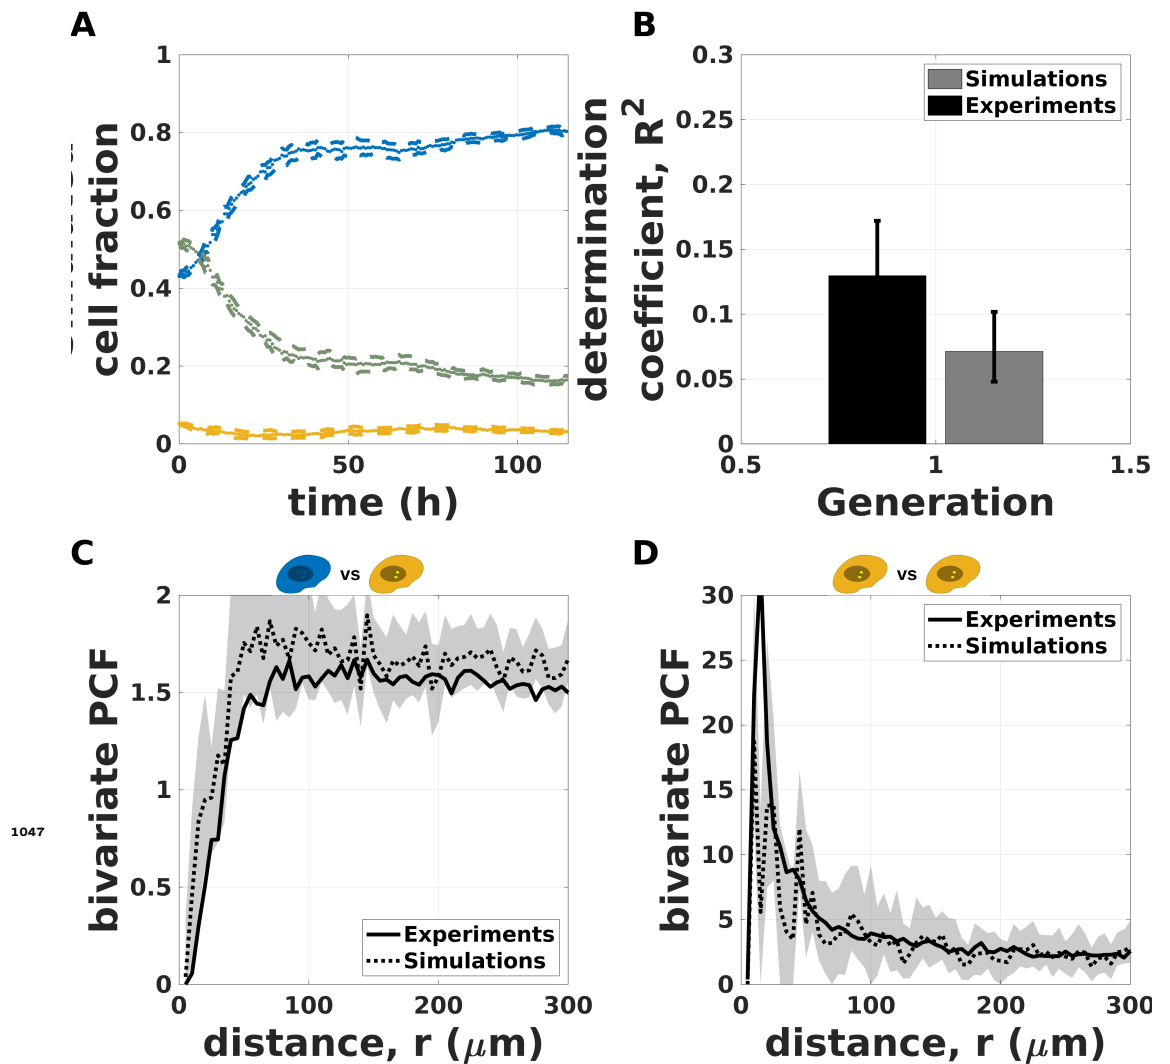 A
1
0.8
0.6
0.4
0.2
0
0
50
100
cell fraction
time (h)
B
0.3
0.25
0.2
0.15
0.1
0.05
0
0.5
1
1.5
determination
coefficient, R²
Generation
Simulations
Experiments
C
vs
2
1.5
1
0.5
0
0
100
200
300
bivariate PCF
distance, r (μm)
Experiments
Simulations
D
vs
30
25
20
15
10
5
0
0
100
200
300
bivariate PCF
distance, r (μm)
Experiments
Simulations
1047